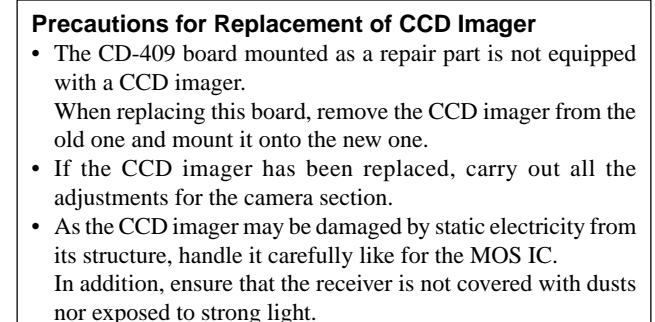 Precautions for Replacement of CCD Imager
• The CD-409 board mounted as a repair part is not equipped
with a CCD imager.
When replacing this board, remove the CCD imager from the
old one and mount it onto the new one.
• If the CCD imager has been replaced, carry out all the
adjustments for the camera section.
• As the CCD imager may be damaged by static electricity from
its structure, handle it carefully like for the MOS IC.
In addition, ensure that the receiver is not covered with dusts
nor exposed to strong light.